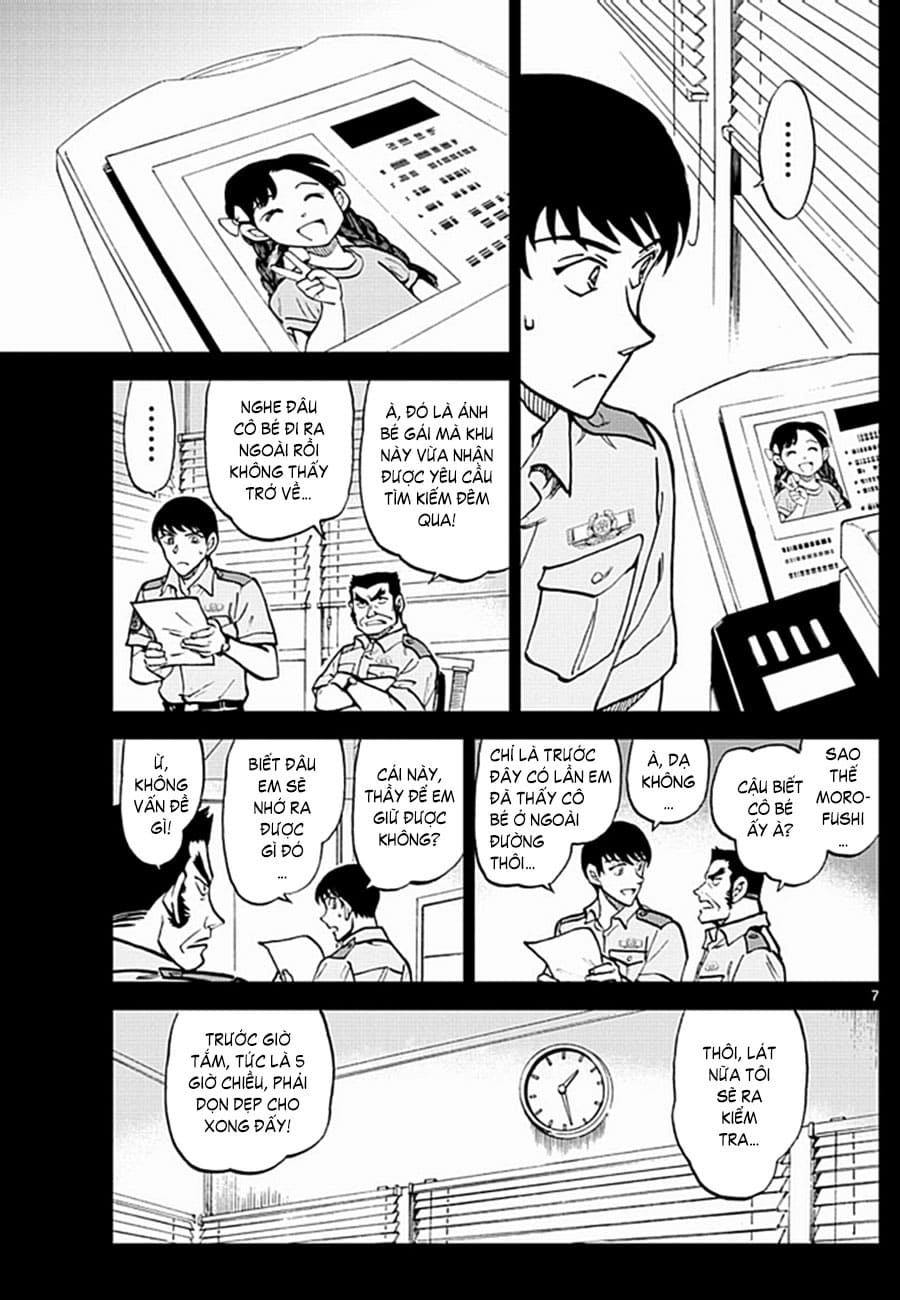 ....
À, ĐÓ LÀ ẢNH
BÉ GÁI MÀ KHU
NÀY VỪA NHẬN
ĐƯỢC YÊU CẦU
TÌM KIẾM ĐÊM
QUA!
NGHE ĐÂU
CÔ BÉ ĐI RA
NGOÀI RỒI
KHÔNG THẤY
TRỞ VỀ...
....
SAO
THẾ
MORO-
FUSHI
CẬU BIẾT
CÔ BÉ
ẤY À?
À, DẠ
KHÔNG
...
CHỈ LÀ TRƯỚC
ĐÂY CÓ LẦN EM
ĐÃ THẤY CÔ
BÉ Ở NGOÀI
ĐƯỜNG
THÔI...
CÁI NÀY,
THẦY ĐỂ EM
GIỮ ĐƯỢC
KHÔNG?
BIẾT ĐÂU
EM SẼ
NHỚ RA
ĐƯỢC
GÌ ĐÓ
...
Ừ,
KHÔNG
VẤN ĐỀ
GÌ!
7
THÔI, LÁT
NỮA TÔI
SẼ RA
KIỂM
TRA...
TRƯỚC GIỜ
TẮM, TỨC LÀ 5
GIỜ CHIỀU, PHẢI
DỌN DẸP CHO
XONG ĐẤY!